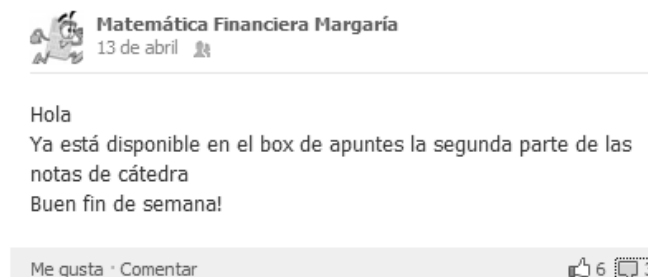 Matemática Financiera Margaría
13 de abril
Hola
Ya está disponible en el box de apuntes la segunda parte de las
notas de cátedra
Buen fin de semana!
Me gusta · Comentar 6